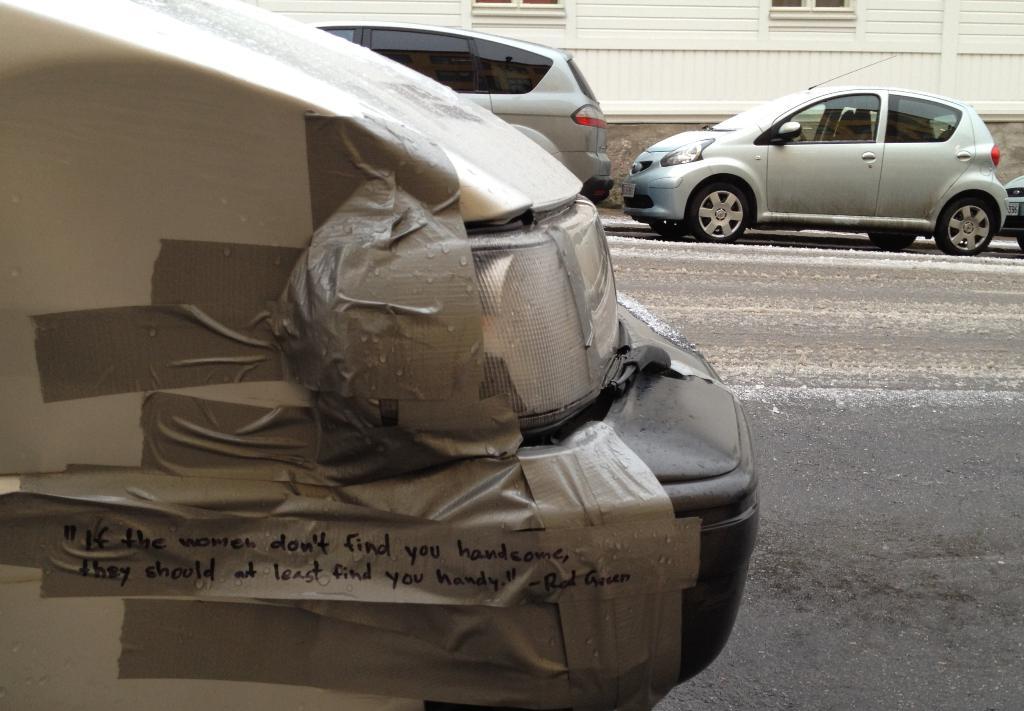 "If the women don't find you handsome,
they should at least find you handy." - Red Green